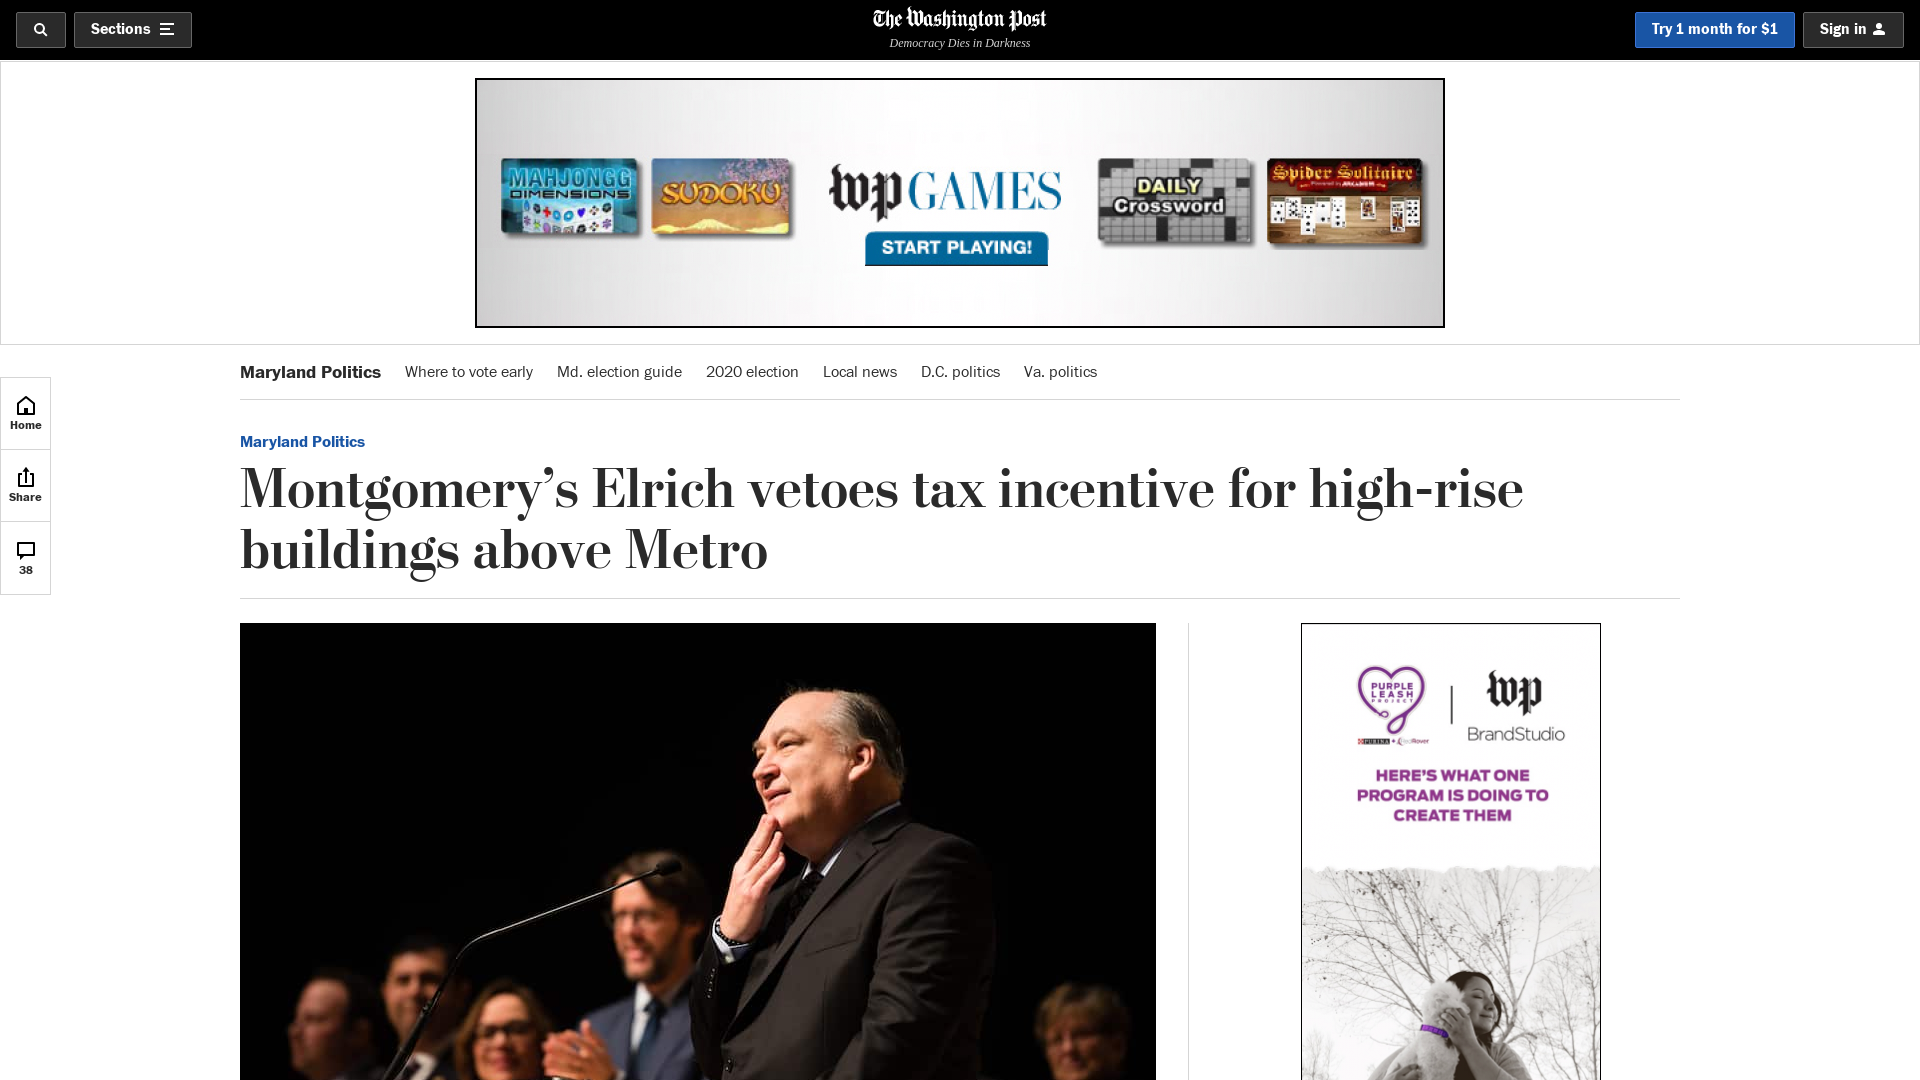 Sections
The Washington Post
Democracy Dies in Darkness
Try 1 month for $1
Sign in
MAHJONGG
DIMENSIONS
SUDOKU
wp GAMES
START PLAYING!
DAILY
Crossword
Spider Solitaire
Maryland Politics
Where to vote early
Md. election guide
2020 election
Local news
D.C. politics
Va. politics
Home
Share
38
Maryland Politics
Montgomery’s Elrich vetoes tax incentive for high-rise
buildings above Metro
PURPLE
LEASH
PROJECT
PURINA
RedRover
wp
BrandStudio
HERE'S WHAT ONE
PROGRAM IS DOING TO
CREATE THEM